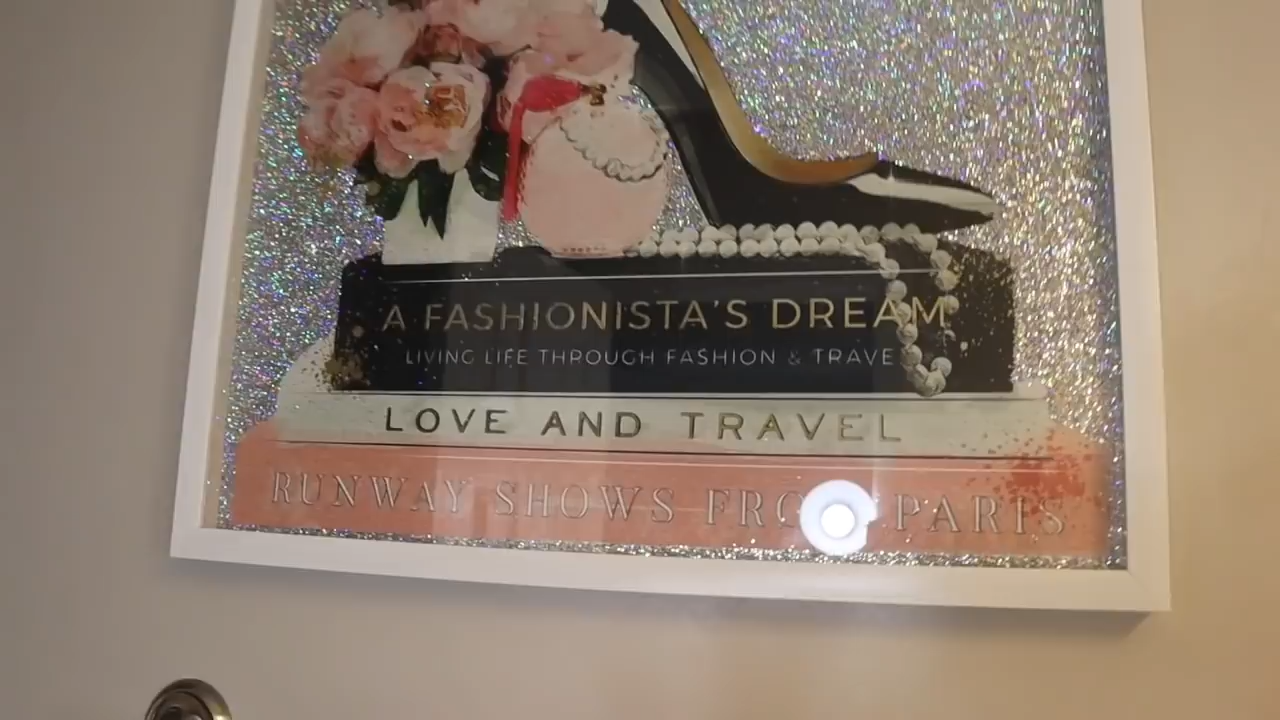 A FASHIONISTA'S DREAM
LIVING LIFE THROUGH FASHION & TRAVE
LOVE AND TRAVEL
RUNWAY SHOWS FRO PARIS